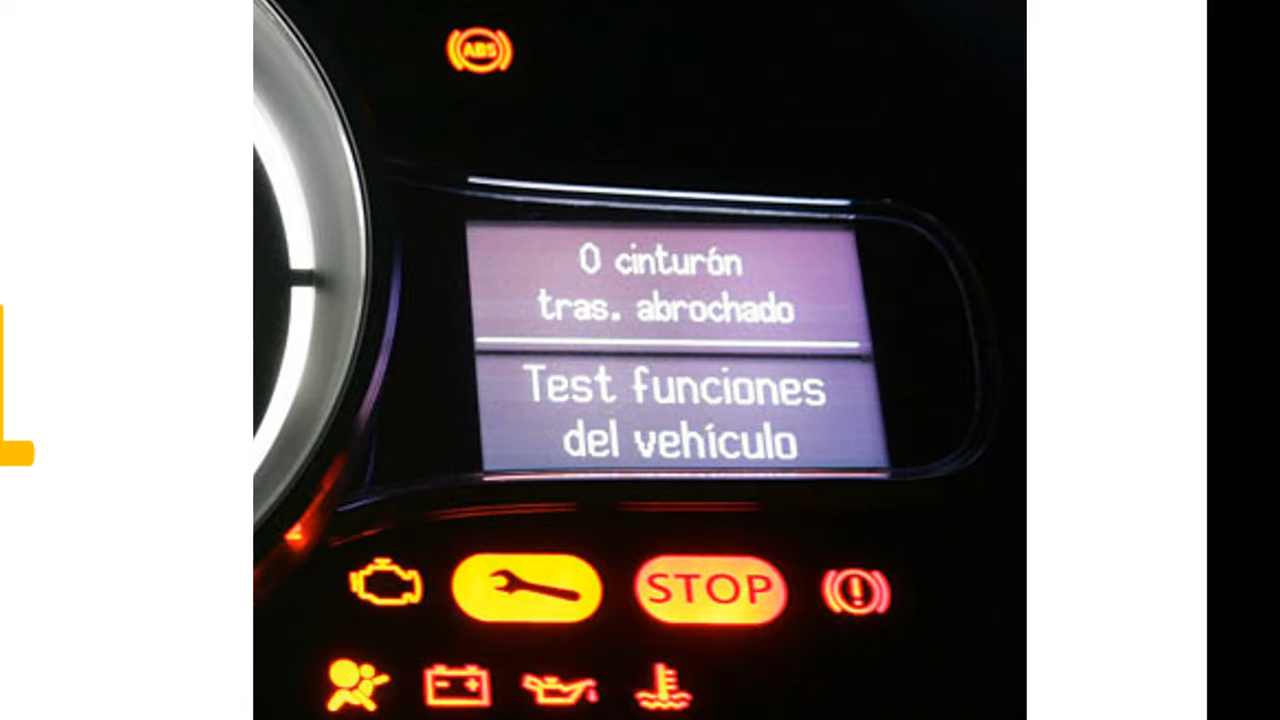 ABS
0 cinturón
tras. abrochado
Test funciones
del vehículo
STOP